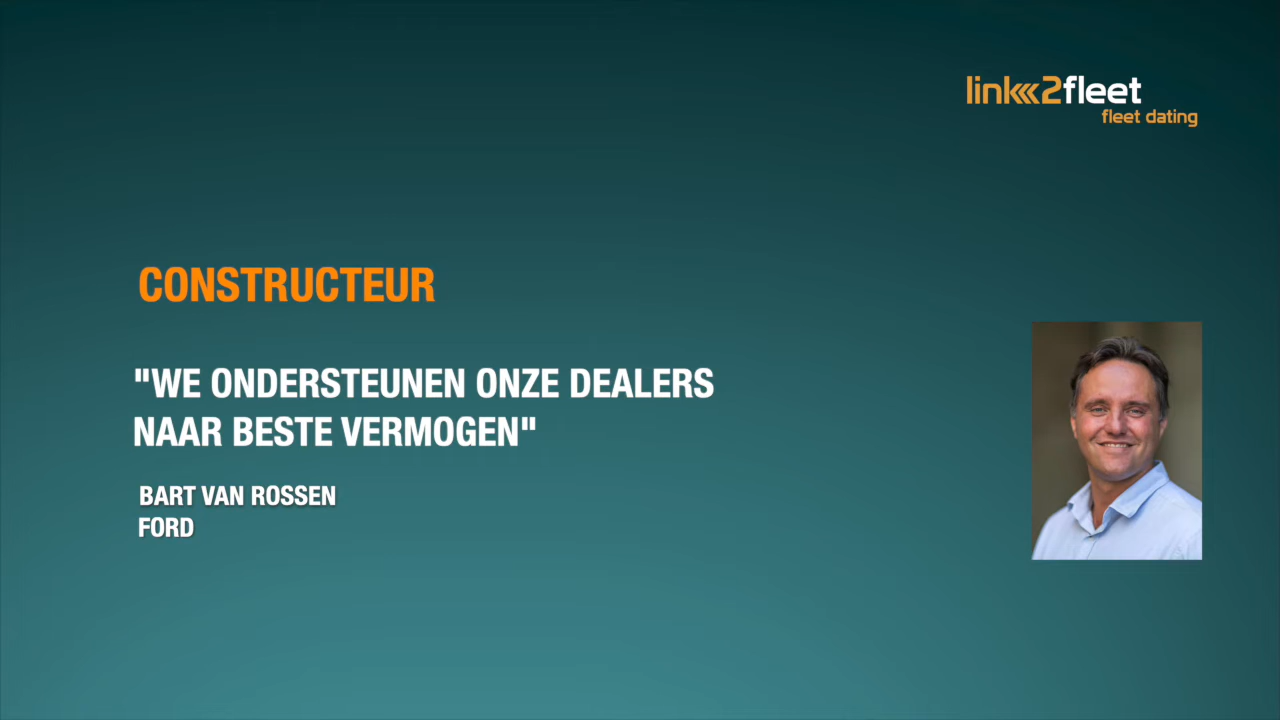 link2fleet
fleet dating
CONSTRUCTEUR
"WE ONDERSTEUNEN ONZE DEALERS
NAAR BESTE VERMOGEN"
BART VAN ROSSEN
FORD